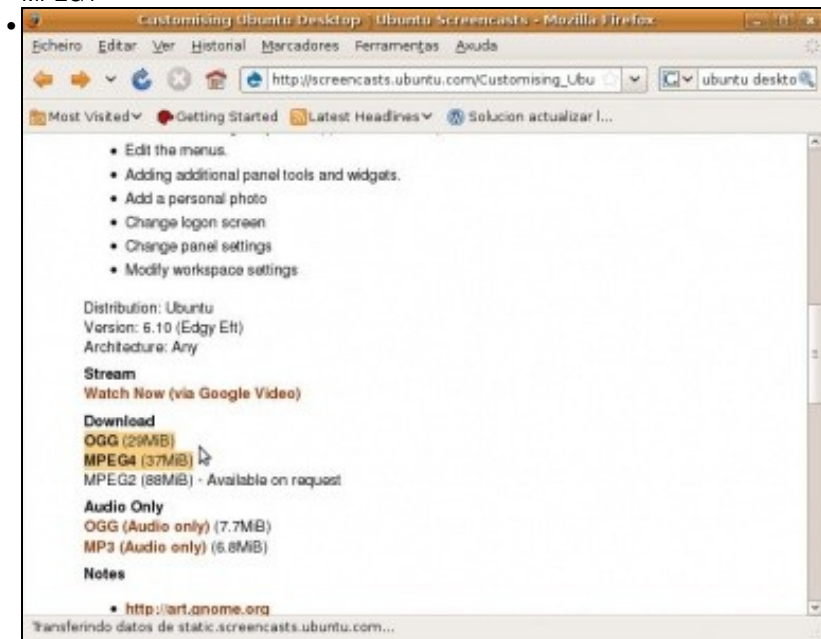 Customising Ubuntu Desktop | Ubuntu Screencasts - Mozilla Firefox
Ficheiro Editar Ver Historial Marcadores Ferramentas Axuda
http://screencasts.ubuntu.com/Customising_Ubu
ubuntu deskto
Most Visited Getting Started Latest Headlines Solucion actualizar l...
• Edit the menus.
• Adding additional panel tools and widgets.
• Add a personal photo
• Change logon screen
• Change panel settings
• Modify workspace settings
Distribution: Ubuntu
Version: 6.10 (Edgy Eft)
Architecture: Any
Stream
Watch Now (via Google Video)
Download
OGG (29MiB)
MPEG4 (37MiB)
MPEG2 (88MiB) - Available on request
Audio Only
OGG (Audio only) (7.7MiB)
MP3 (Audio only) (6.8MiB)
Notes
• http://art.gnome.org
Transferindo datos de static.screencasts.ubuntu.com...